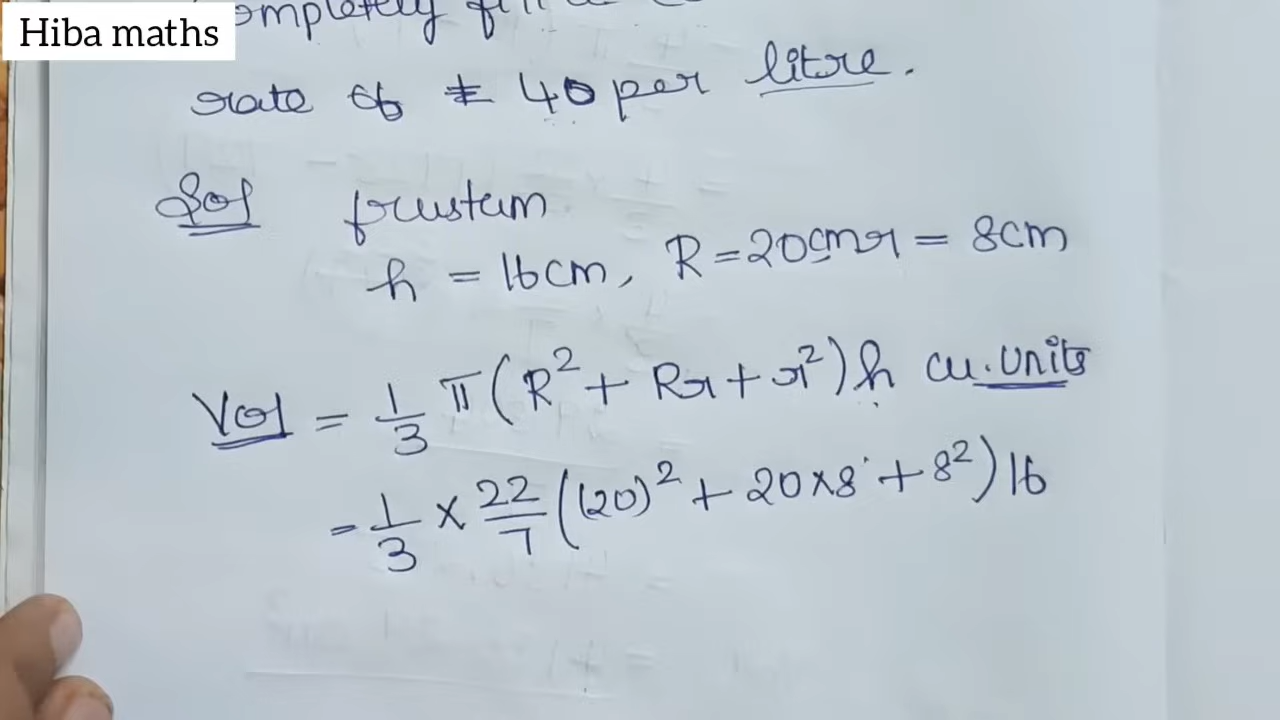 Hiba maths
completely
rate of ₹ 40 per litre.
Sol frustum
h = 16cm, R = 20cm r = 8cm
Vol = 1/3 π (R² + Rr + r²) h cu. units
= 1/3 × 22/7 ((20)² + 20×8 + 8²) 16